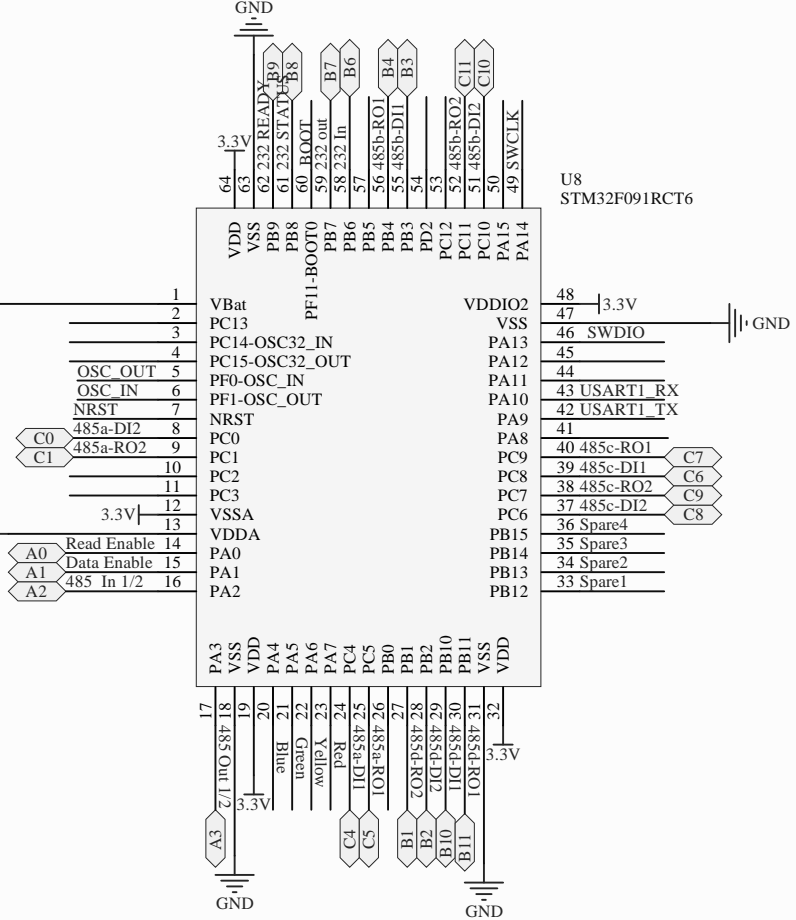 GND
B9
B8
B7
B6
B4
B3
C11
C10
3.3V
64
63
62 232 READY
61 232 STATUS
60 BOOT
59 232 out
58 232 In
57
56 485b-RO1
55 485b-DI1
54
53
52 485b-RO2
51 485b-DI2
50
49 SWCLK
U8
STM32F091RCT6
VDD
VSS
PB9
PB8
PF11-BOOT0
PB7
PB6
PB5
PB4
PB3
PD2
PC12
PC11
PC10
PA15
PA14
1 VBat
2 PC13
3 PC14-OSC32_IN
4 PC15-OSC32_OUT
OSC_OUT 5 PF0-OSC_IN
OSC_IN 6 PF1-OSC_OUT
NRST 7 NRST
C0 485a-DI2 8 PC0
C1 485a-RO2 9 PC1
10 PC2
11 PC3
3.3V 12 VSSA
13 VDDA
A0 Read Enable 14 PA0
A1 Data Enable 15 PA1
A2 485 In 1/2 16 PA2
VDDIO2 48 3.3V
VSS 47 GND
PA13 46 SWDIO
PA12 45
PA11 44
PA10 43 USART1_RX
PA9 42 USART1_TX
PA8 41
PC9 40 485c-RO1 C7
PC8 39 485c-DI1 C6
PC7 38 485c-RO2 C9
PC6 37 485c-DI2 C8
PB15 36 Spare4
PB14 35 Spare3
PB13 34 Spare2
PB12 33 Spare1
PA3
VSS
VDD
PA4
PA5
PA6
PA7
PC4
PC5
PB0
PB1
PB2
PB10
PB11
VSS
VDD
17
18 485 Out 1/2
19
20
21 Blue
22 Green
23 Yellow
24 Red
25 485a-DI1
26 485a-RO1
27
28 485d-RO2
29 485d-DI2
30 485d-DI1
31 485d-RO1
32
3.3V
3.3V
A3
C4
C5
B1
B2
B10
B11
GND
GND